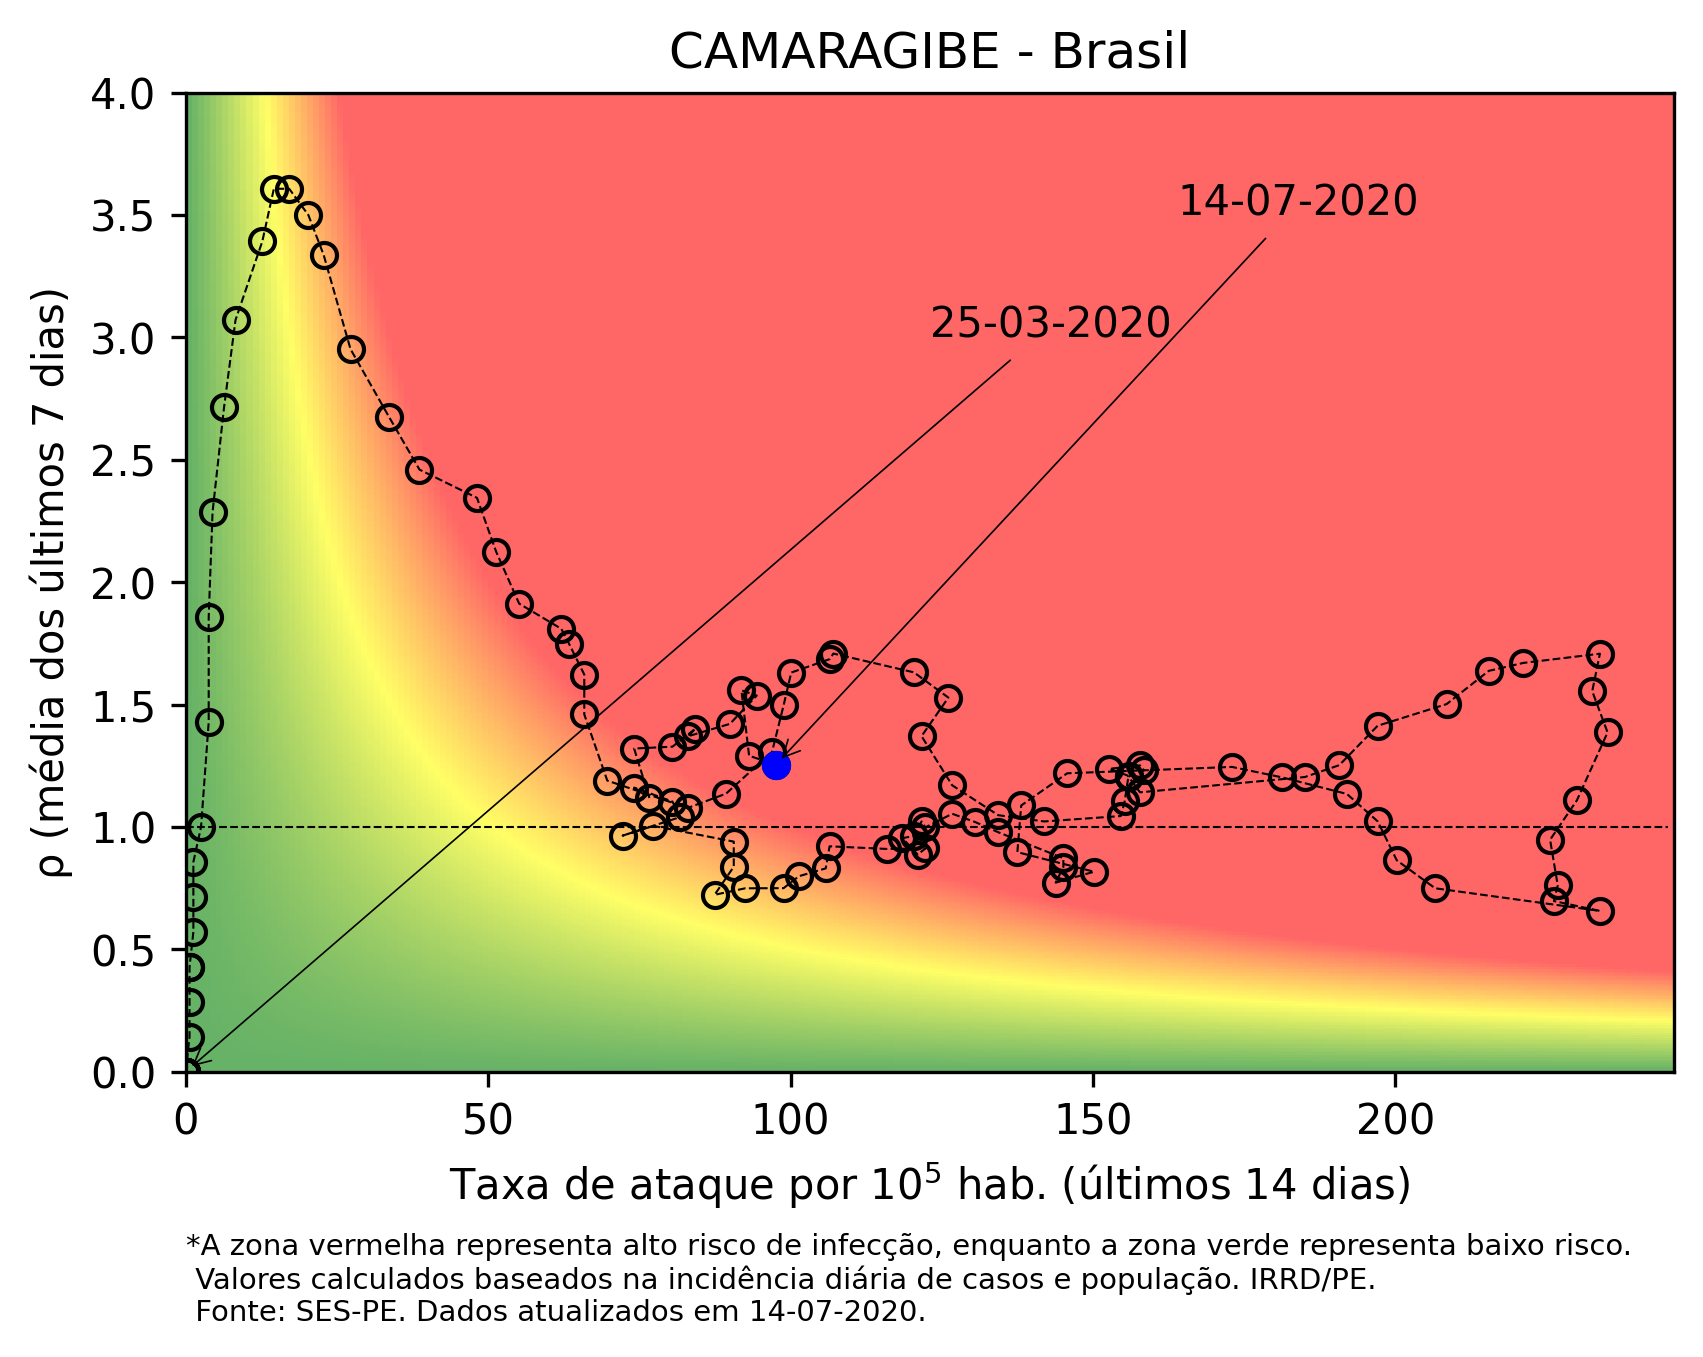 CAMARAGIBE - Brasil
4.0
3.5
3.0
2.5
2.0
1.5
1.0
0.5
0.0
ρ (média dos últimos 7 dias)
14-07-2020
25-03-2020
0 50 100 150 200
Taxa de ataque por 10⁵ hab. (últimos 14 dias)
*A zona vermelha representa alto risco de infecção, enquanto a zona verde representa baixo risco.
Valores calculados baseados na incidência diária de casos e população. IRRD/PE.
Fonte: SES-PE. Dados atualizados em 14-07-2020.